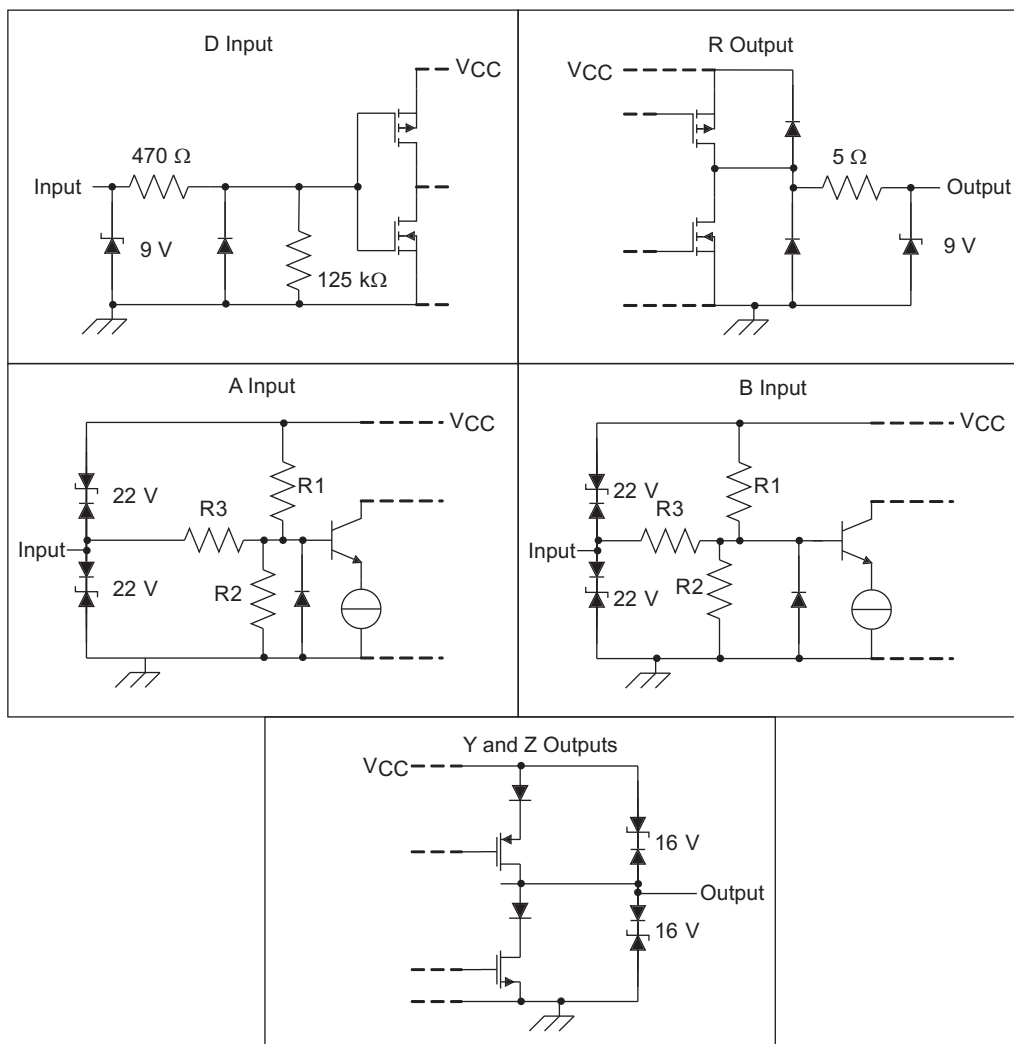 D Input
VCC
470 Ω
Input
9 V
125 kΩ
R Output
VCC
5 Ω
Output
9 V
A Input
VCC
22 V
R1
R3
Input
22 V
R2
B Input
VCC
22 V
R1
R3
Input
22 V
R2
Y and Z Outputs
VCC
16 V
Output
16 V